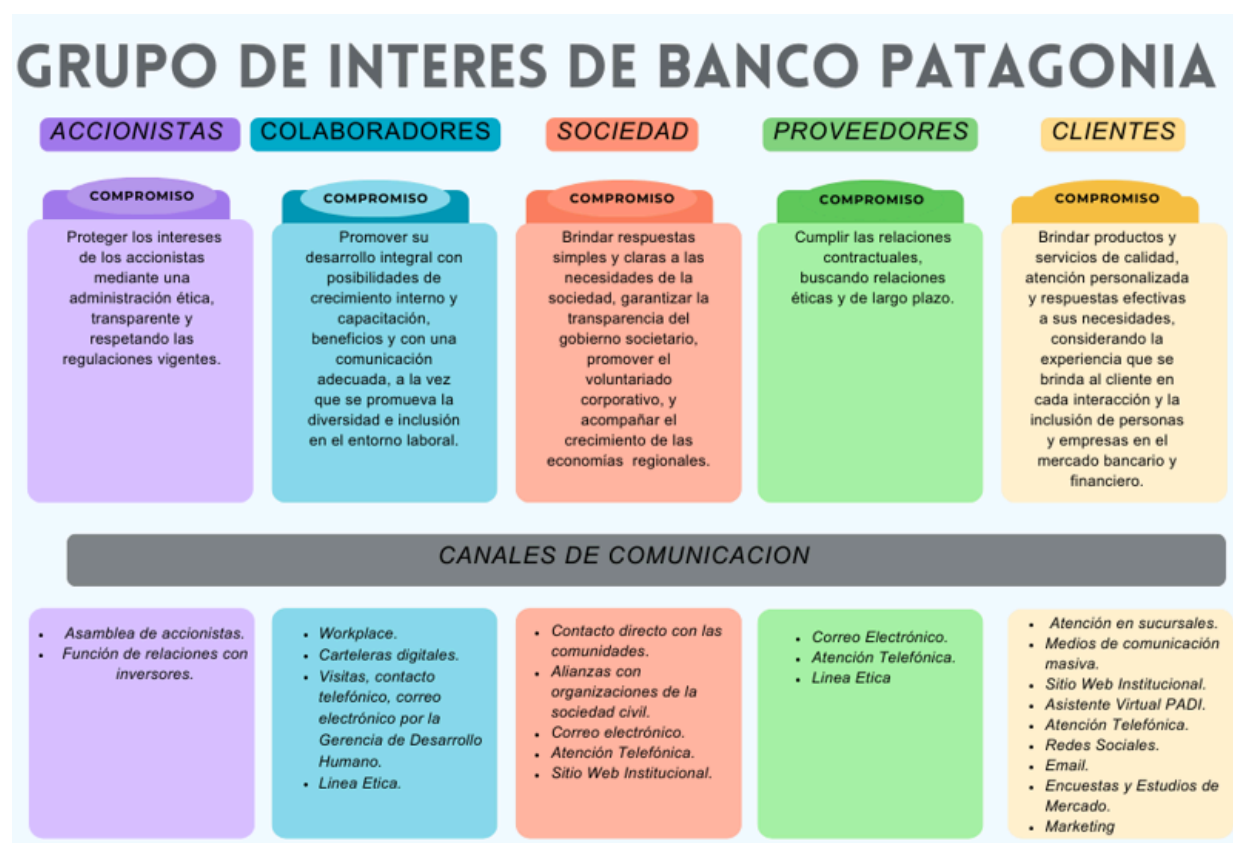 GRUPO DE INTERES DE BANCO PATAGONIA
ACCIONISTAS
COLABORADORES
SOCIEDAD
PROVEEDORES
CLIENTES
COMPROMISO
Proteger los intereses
de los accionistas
mediante una
administración ética,
transparente y
respetando las
regulaciones vigentes.
COMPROMISO
Promover su
desarrollo integral con
posibilidades de
crecimiento interno y
capacitación,
beneficios y con una
comunicación
adecuada, a la vez
que se promueva la
diversidad e inclusión
en el entorno laboral.
COMPROMISO
Brindar respuestas
simples y claras a las
necesidades de la
sociedad, garantizar la
transparencia del
gobierno societario,
promover el
voluntariado
corporativo, y
acompañar el
crecimiento de las
economías regionales.
COMPROMISO
Cumplir las relaciones
contractuales,
buscando relaciones
éticas y de largo plazo.
COMPROMISO
Brindar productos y
servicios de calidad,
atención personalizada
y respuestas efectivas
a sus necesidades,
considerando la
experiencia que se
brinda al cliente en
cada interacción y la
inclusión de personas
y empresas en el
mercado bancario y
financiero.
CANALES DE COMUNICACION
• Asamblea de accionistas.
• Función de relaciones con
inversores.
• Workplace.
• Carteleras digitales.
• Visitas, contacto
telefónico, correo
electrónico por la
Gerencia de Desarrollo
Humano.
• Linea Etica.
• Contacto directo con las
comunidades.
• Alianzas con
organizaciones de la
sociedad civil.
• Correo electrónico.
• Atención Telefónica.
• Sitio Web Institucional.
• Correo Electrónico.
• Atención Telefónica.
• Linea Etica
• Atención en sucursales.
• Medios de comunicación
masiva.
• Sitio Web Institucional.
• Asistente Virtual PADI.
• Atención Telefónica.
• Redes Sociales.
• Email.
• Encuestas y Estudios de
Mercado.
• Marketing